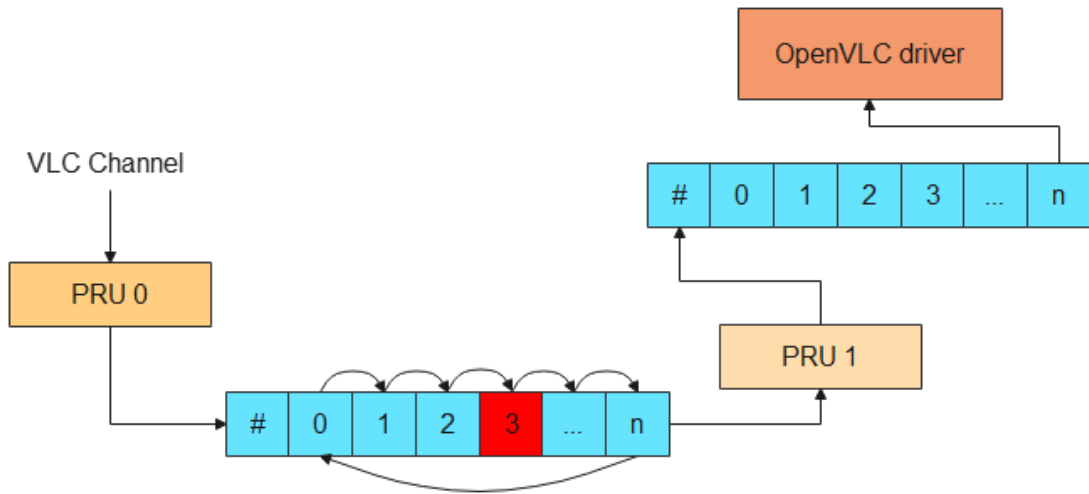 OpenVLC driver
VLC Channel
# 0 1 2 3 ... n
PRU 0
PRU 1
# 0 1 2 3 ... n